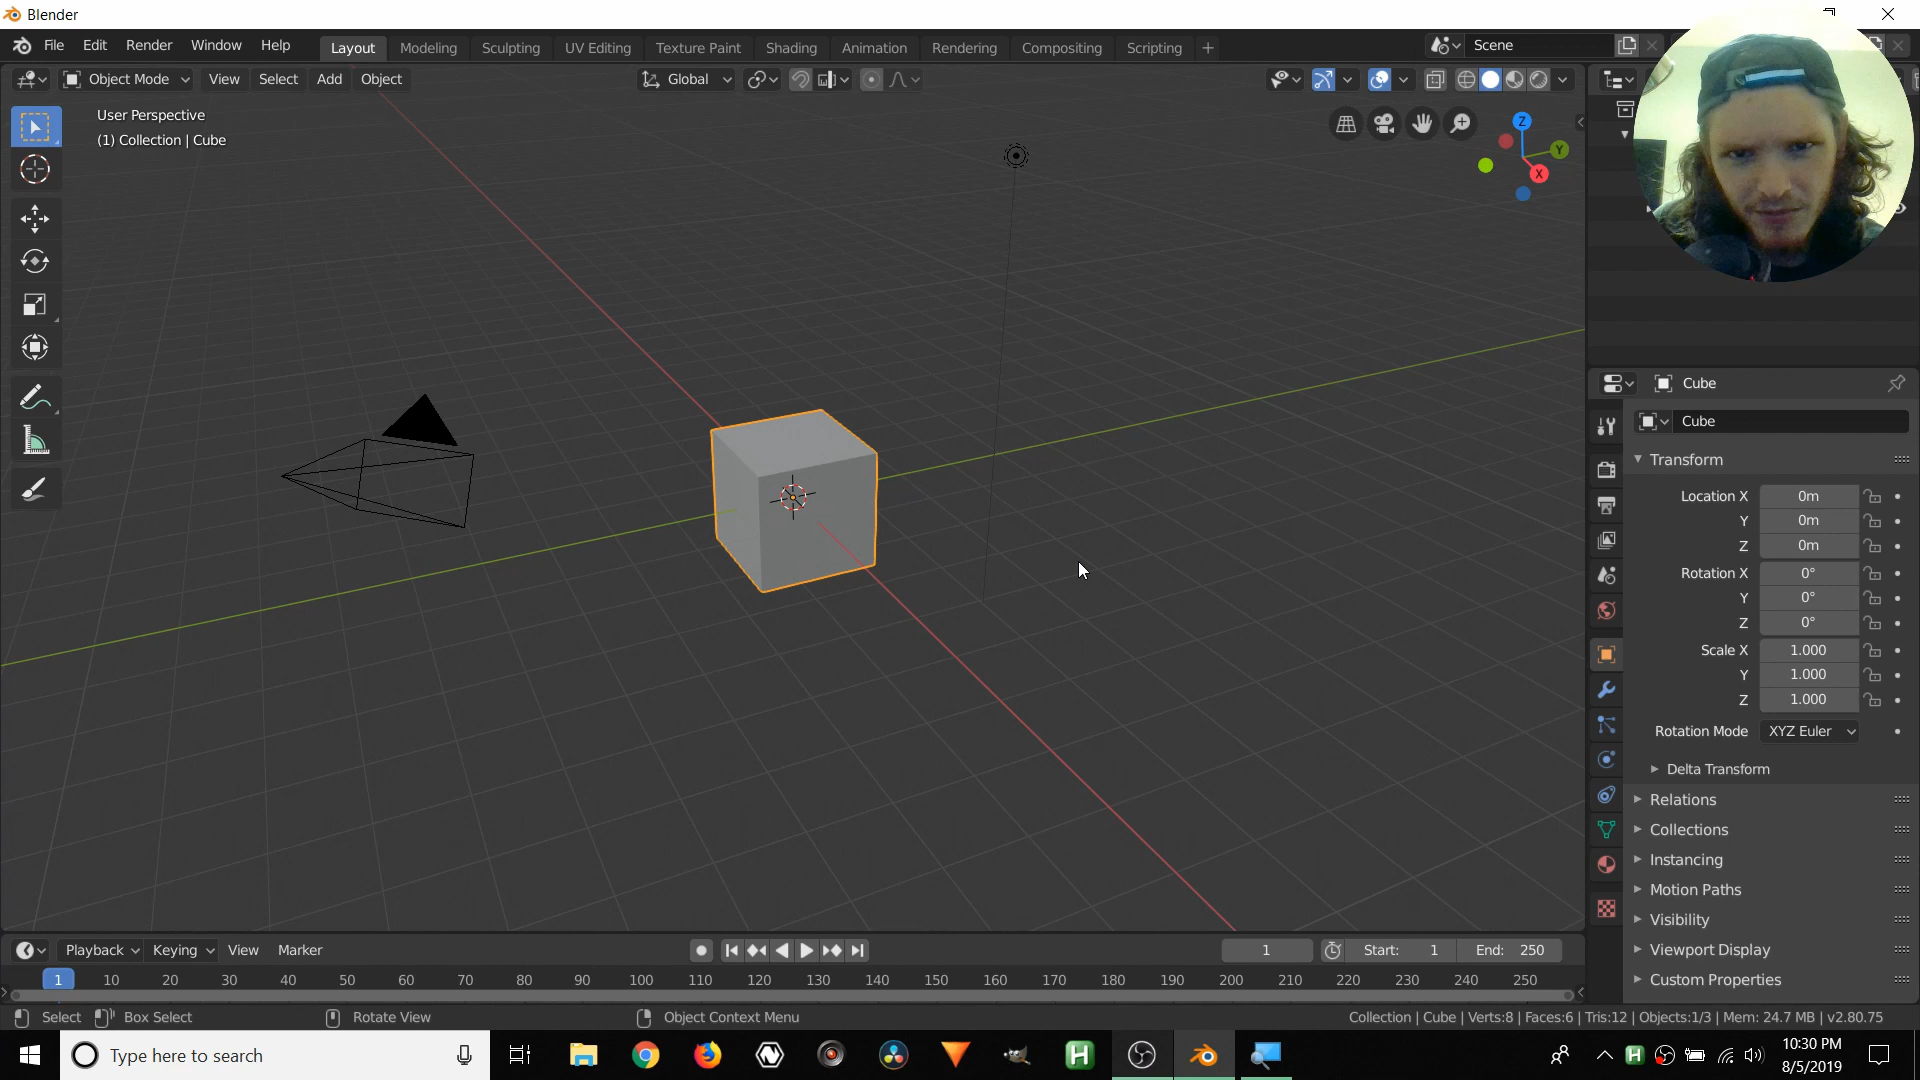 Blender
File Edit Render Window Help Layout Modeling Sculpting UV Editing Texture Paint Shading Animation Rendering Compositing Scripting + Scene
Object Mode View Select Add Object Global
User Perspective
(1) Collection | Cube
Z
Y
X
Cube
Cube
Transform
Location X 0m
Y 0m
Z 0m
Rotation X 0°
Y 0°
Z 0°
Scale X 1.000
Y 1.000
Z 1.000
Rotation Mode XYZ Euler
Delta Transform
Relations
Collections
Instancing
Motion Paths
Visibility
Viewport Display
Custom Properties
Playback Keying View Marker 1 Start: 1 End: 250
1 10 20 30 40 50 60 70 80 90 100 110 120 130 140 150 160 170 180 190 200 210 220 230 240 250
Select Box Select Rotate View Object Context Menu Collection | Cube | Verts:8 | Faces:6 | Tris:12 | Objects:1/3 | Mem: 24.7 MB | v2.80.75
Type here to search
H
H
10:30 PM
8/5/2019